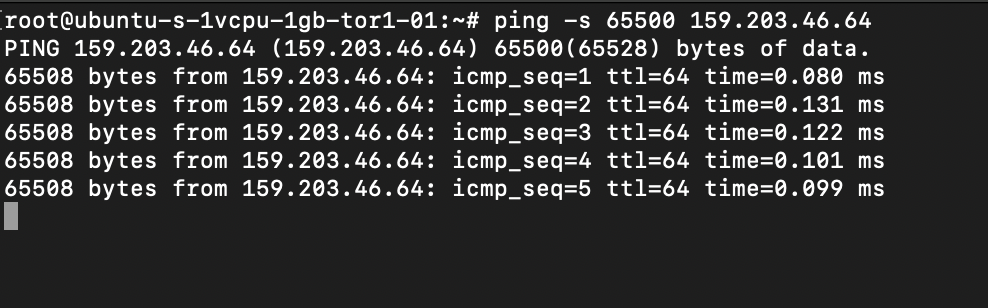 [root@ubuntu-s-1vcpu-1gb-tor1-01:~# ping -s 65500 159.203.46.64
PING 159.203.46.64 (159.203.46.64) 65500(65528) bytes of data.
65508 bytes from 159.203.46.64: icmp_seq=1 ttl=64 time=0.080 ms
65508 bytes from 159.203.46.64: icmp_seq=2 ttl=64 time=0.131 ms
65508 bytes from 159.203.46.64: icmp_seq=3 ttl=64 time=0.122 ms
65508 bytes from 159.203.46.64: icmp_seq=4 ttl=64 time=0.101 ms
65508 bytes from 159.203.46.64: icmp_seq=5 ttl=64 time=0.099 ms